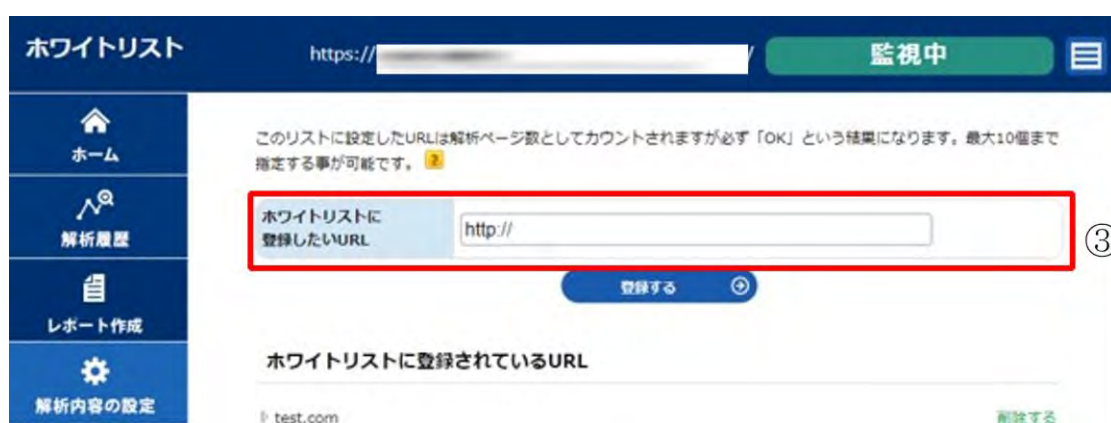 ホワイトリスト
https://
/
監視中
ホーム
解析履歴
レポート作成
解析内容の設定
このリストに設定したURLは解析ページ数としてカウントされますが必ず「OK」という結果になります。最大10個まで
指定する事が可能です。 ?
ホワイトリストに
登録したいURL
http://
③
登録する
ホワイトリストに登録されているURL
test.com
削除する